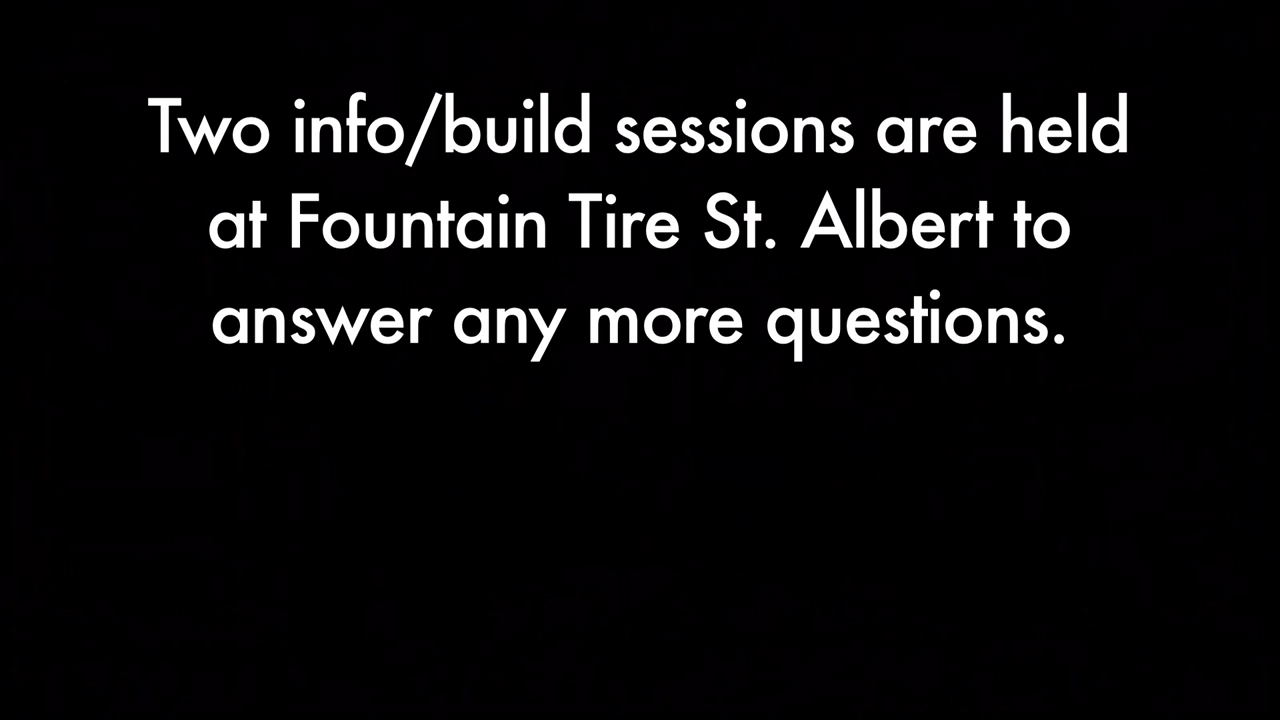 Two info/build sessions are held
at Fountain Tire St. Albert to
answer any more questions.